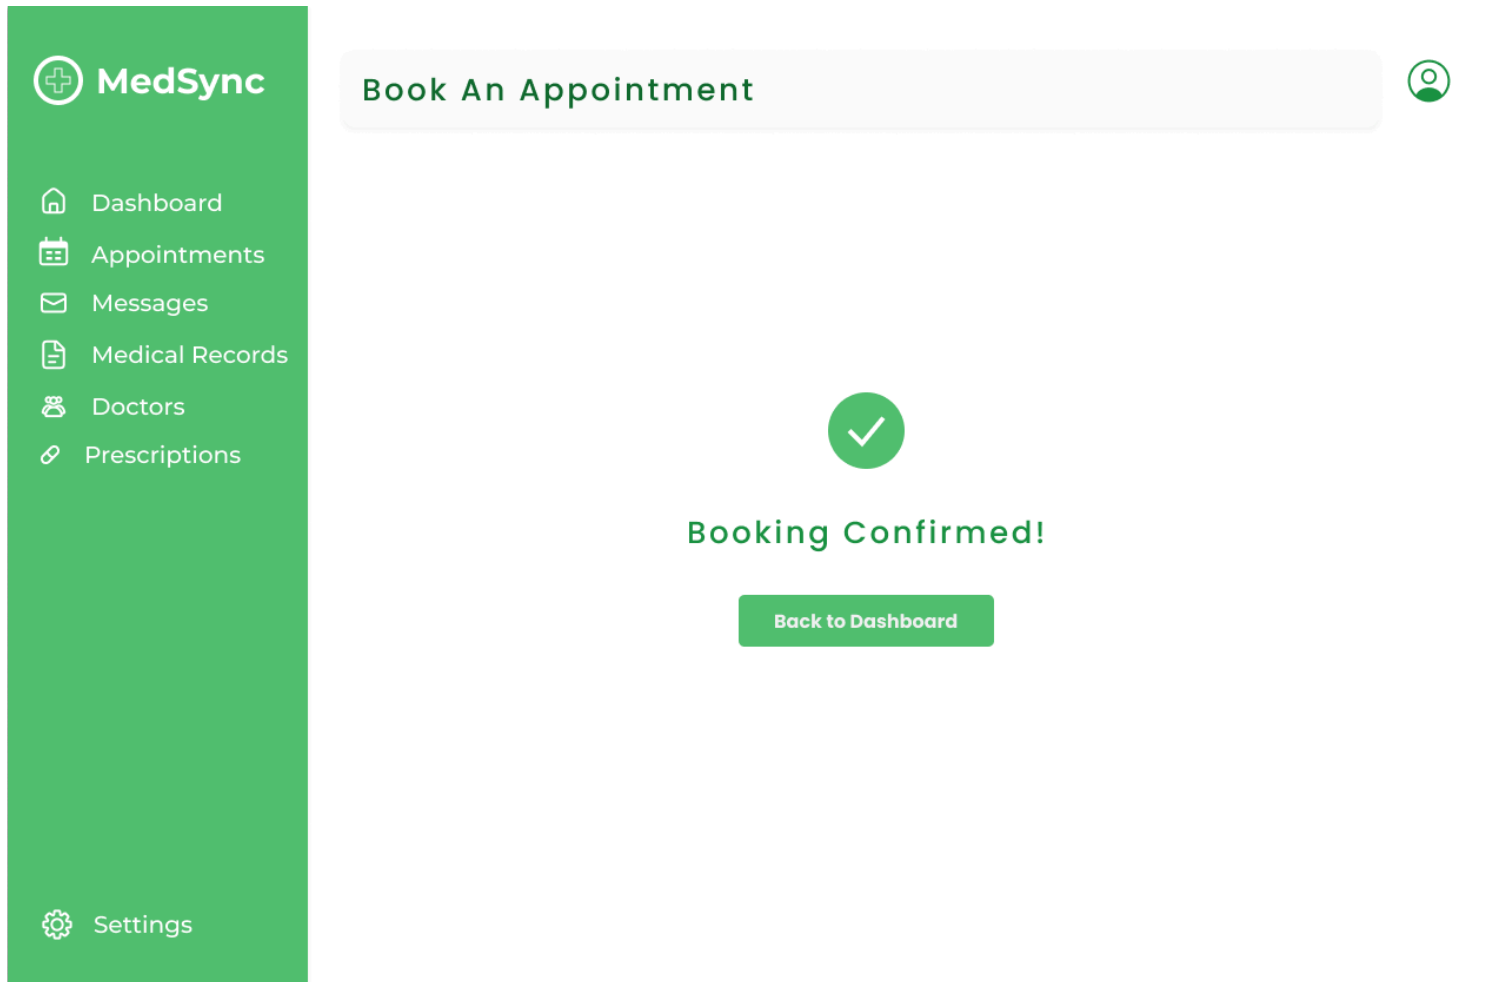 MedSync
Book An Appointment
Dashboard
Appointments
Messages
Medical Records
Doctors
Prescriptions
Booking Confirmed!
Back to Dashboard
Settings